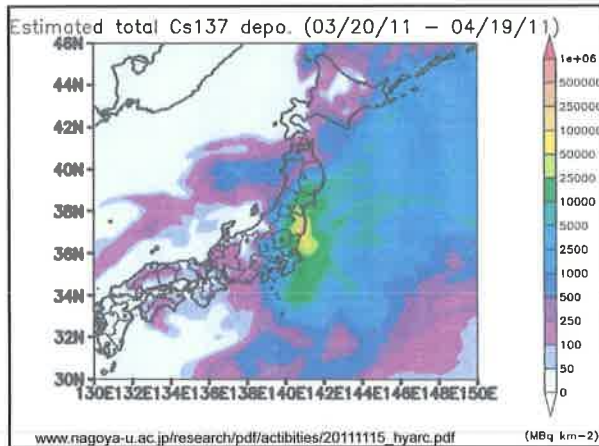 Estimated total Cs137 depo. (03/20/11 – 04/19/11)
46N
44N
42N
40N
38N
36N
34N
32N
30N
130E132E134E136E138E140E142E144E146E148E150E
1e+06
500000
250000
100000
50000
25000
10000
5000
2500
1000
500
250
100
50
0
(MBq km-2)
www.nagoya-u.ac.jp/research/pdf/actibities/20111115_hyarc.pdf